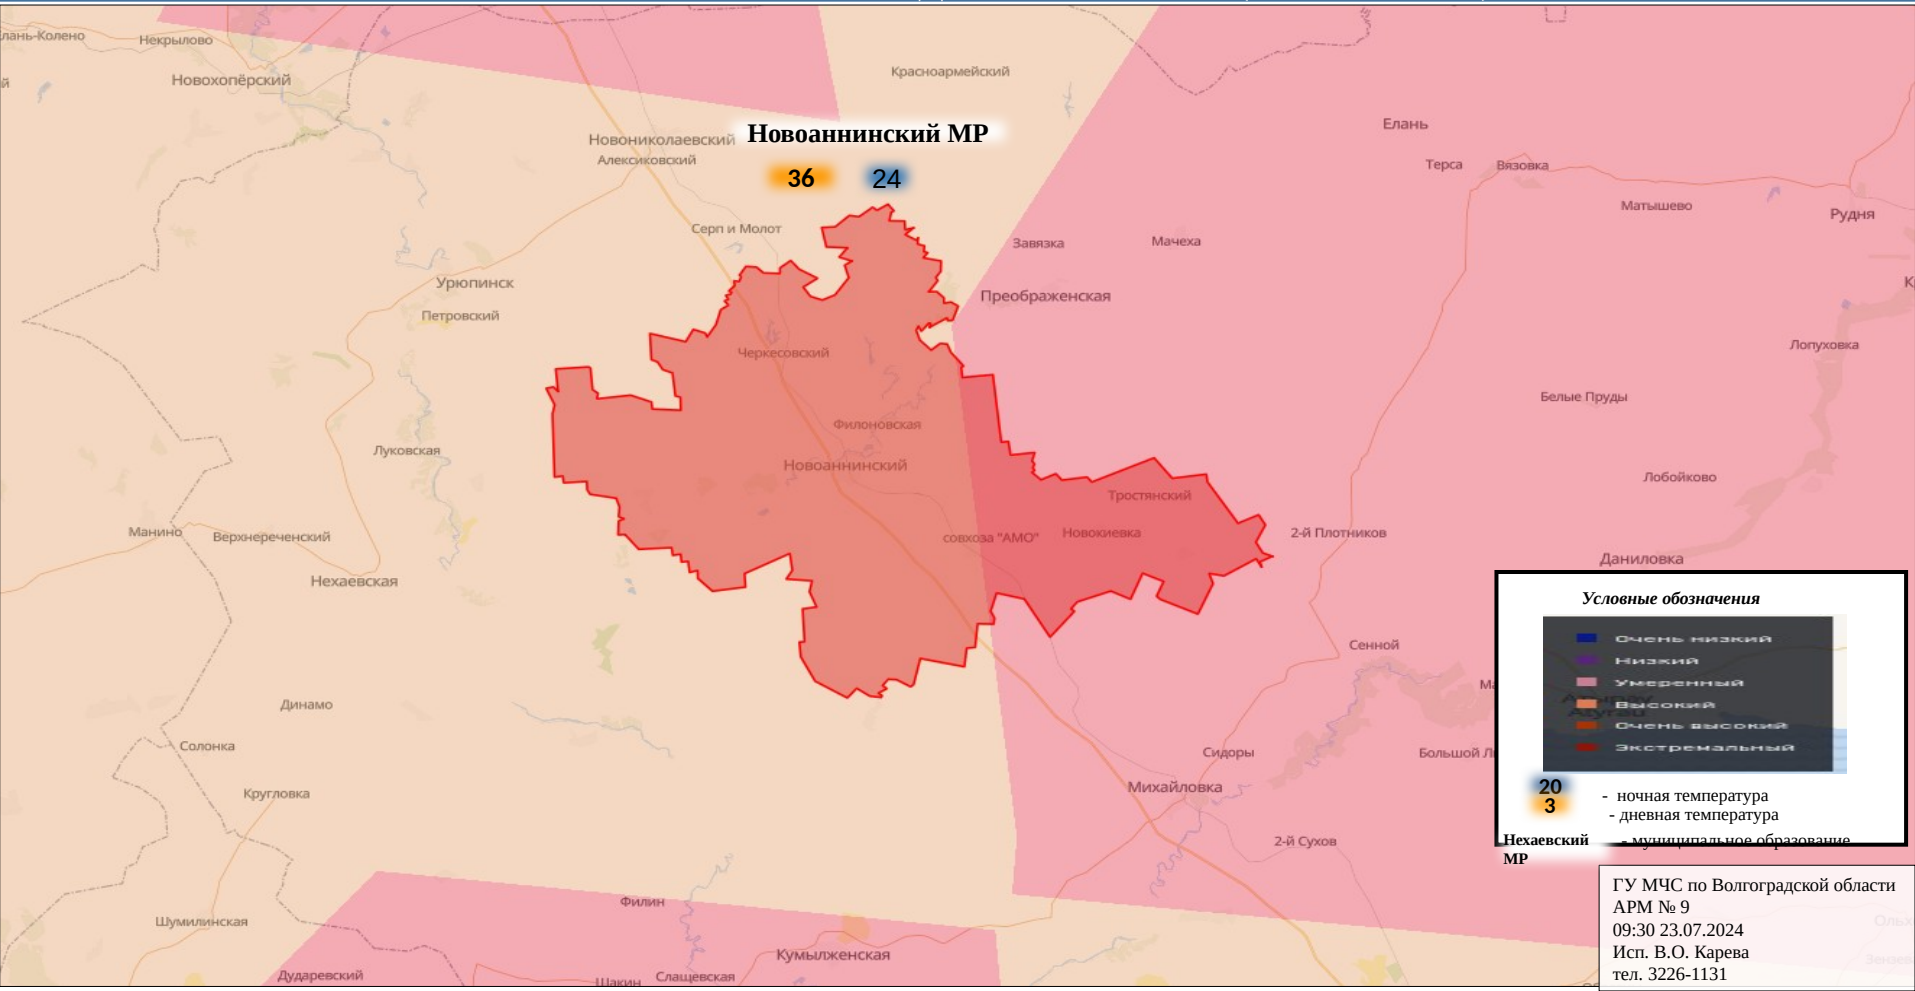 лань-Колено
Некрылово
Новохопёрский
й
Красноармейский
Новониколаевский
Алексиковский
Новоаннинский МР
36 24
Елань
Терса
Вязовка
Матышево
Рудня
Серп и Молот
Завязка
Мачеха
Урюпинск
Петровский
Преображенская
К
Черкесовский
Лопуховка
Белые Пруды
Филоновская
Луковская
Новоаннинский
Лобойково
Тростянский
Манино
Верхнереченский
совхоза "АМО"
Новокиевка
2-й Плотников
Даниловка
Нехаевская
Сенной
Ма
Динамо
Солонка
Сидоры
Большой Л
Михайловка
Кругловка
2-й Сухов
Филин
Шумилинская
Кумылженская
Дударевский
Шакин
Слащевская
Условные обозначения
Очень низкий
Низкий
Умеренный
Высокий
Очень высокий
Экстремальный
Атырау
Atyrau
20 - ночная температура
3 - дневная температура
Нехаевский - муниципальное образование
МР
ГУ МЧС по Волгоградской области
АРМ № 9
09:30 23.07.2024
Исп. В.О. Карева
тел. 3226-1131